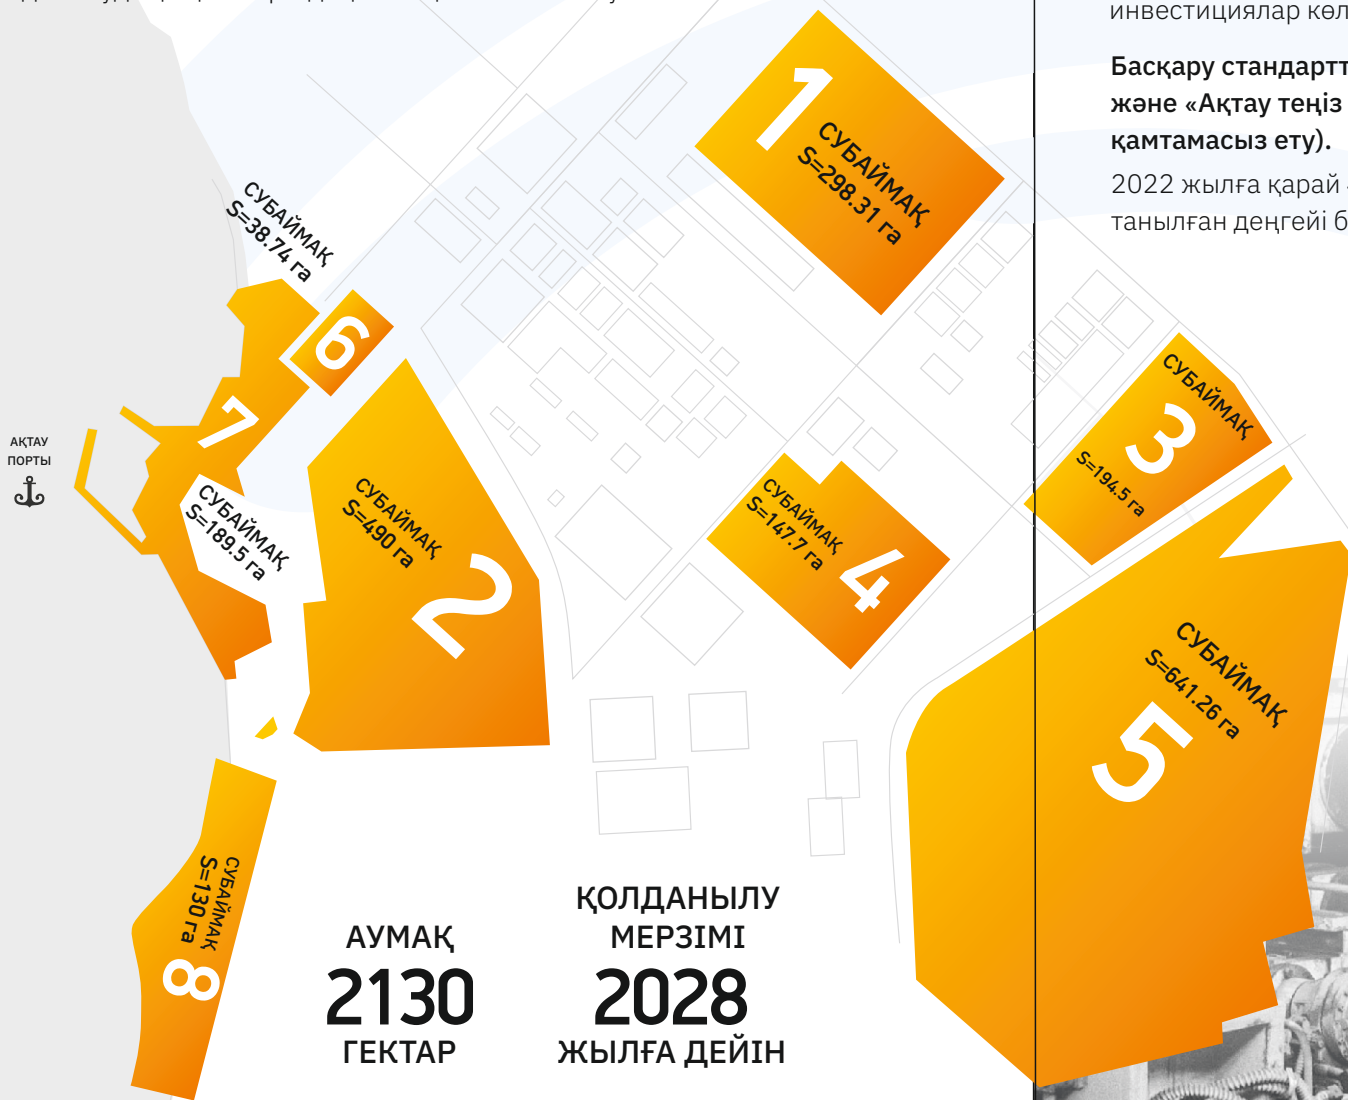 инвестициялар көл
Басқару стандартт
және «Ақтау теңіз
қамтамасыз ету).
2022 жылға қарай
танылған деңгейі б
1
СУБАЙМАҚ
S=298.31 га
СУБАЙМАҚ
S=38.74 га
6
7
АҚТАУ
ПОРТЫ
СУБАЙМАҚ
S=189.5 га
СУБАЙМАҚ
S=490 га
2
СУБАЙМАҚ
3
S=194.5 га
СУБАЙМАҚ
S=147.7 га
4
СУБАЙМАҚ
S=641.26 га
5
СУБАЙМАҚ
S=130 га
8
АУМАҚ
2130
ГЕКТАР
ҚОЛДАНЫЛУ
МЕРЗІМІ
2028
ЖЫЛҒА ДЕЙІН